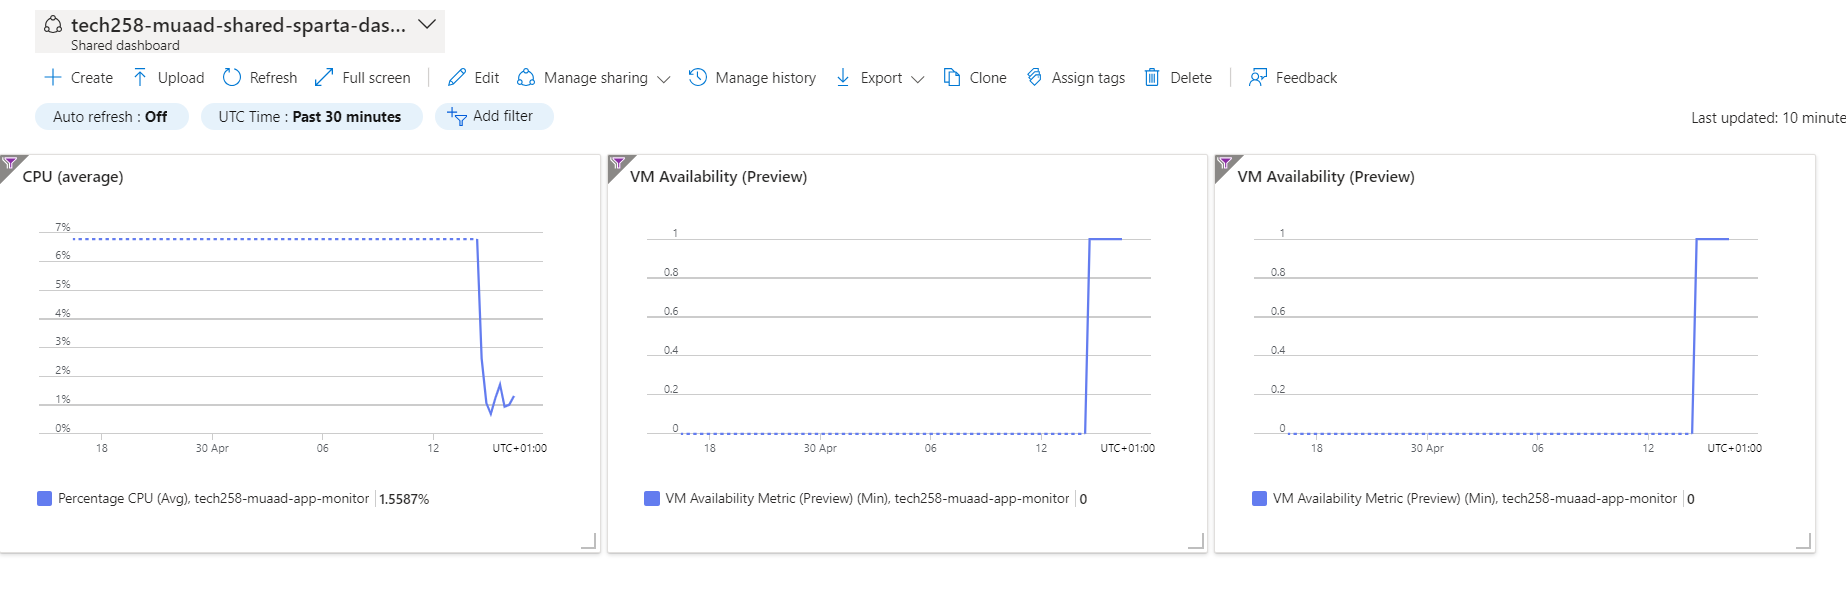 tech258-muaad-shared-sparta-das...
Shared dashboard
Create Upload Refresh Full screen Edit Manage sharing Manage history Export Clone Assign tags Delete Feedback
Auto refresh : Off UTC Time : Past 30 minutes Add filter Last updated: 10 minute
CPU (average)
7%
6%
5%
4%
3%
2%
1%
0%
18 30 Apr 06 12 UTC+01:00
Percentage CPU (Avg), tech258-muaad-app-monitor 1.5587%
VM Availability (Preview)
1
0.8
0.6
0.4
0.2
0
18 30 Apr 06 12 UTC+01:00
VM Availability Metric (Preview) (Min), tech258-muaad-app-monitor 0
VM Availability (Preview)
1
0.8
0.6
0.4
0.2
0
18 30 Apr 06 12 UTC+01:00
VM Availability Metric (Preview) (Min), tech258-muaad-app-monitor 0